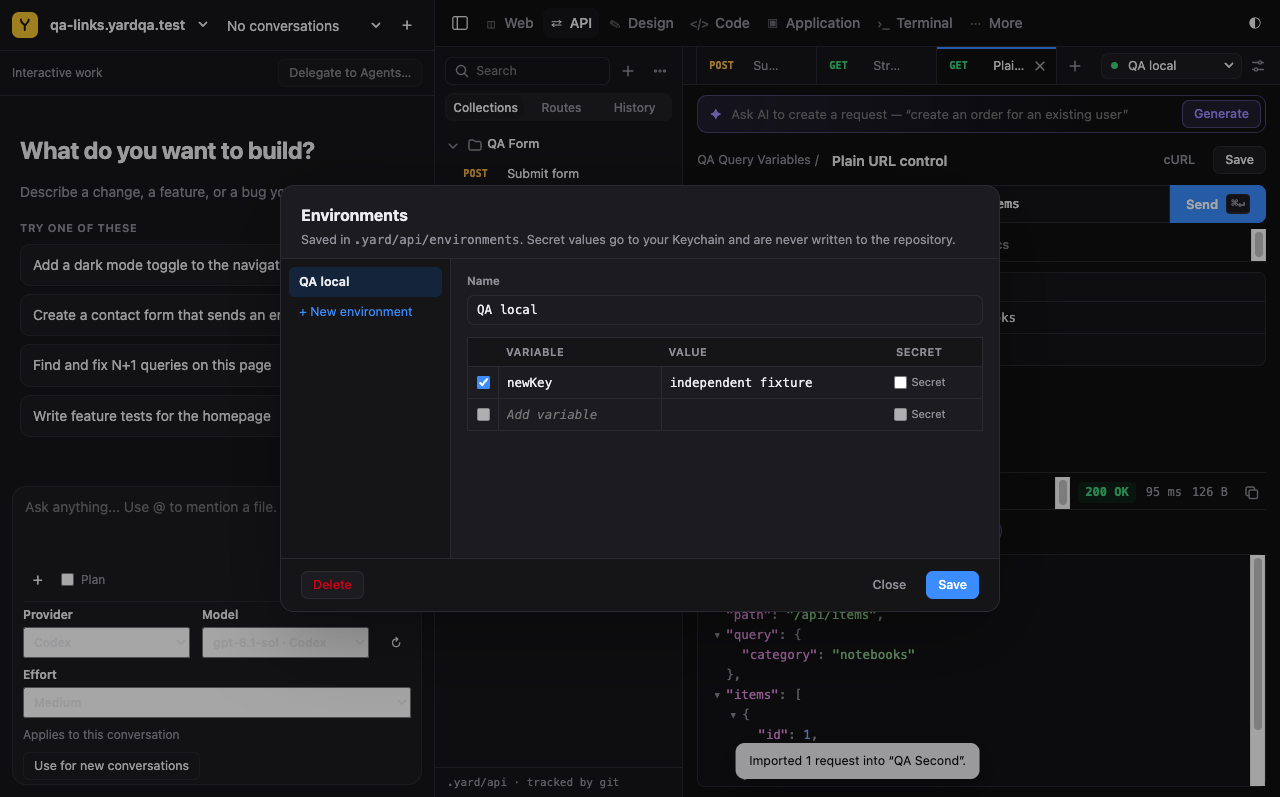 Y qa-links.yardqa.test No conversations +
Web API Design </> Code Application >_ Terminal ... More
Interactive work Delegate to Agents...
Search
POST Su... GET Str... GET Plai... QA local
Collections Routes History
Ask AI to create a request — “create an order for an existing user” Generate
What do you want to build?
QA Form
QA Query Variables / Plain URL control cURL Save
POST Submit form
Describe a change, a feature, or a bug yo
ems Send
TRY ONE OF THESE
Add a dark mode toggle to the navigat
Create a contact form that sends an en
Find and fix N+1 queries on this page
Write feature tests for the homepage
Environments
Saved in .yard/api/environments. Secret values go to your Keychain and are never written to the repository.
QA local
+ New environment
Name
QA local
VARIABLE VALUE SECRET
newKey independent fixture Secret
Add variable Secret
Delete Close Save
Ask anything... Use @ to mention a file.
+ Plan
Provider Model
Codex gpt-6.1-sol · Codex
Effort
Medium
Applies to this conversation
Use for new conversations
200 OK 95 ms 126 B
"path": "/api/items",
"query": {
"category": "notebooks"
},
"items": [
{
"id": 1,
Imported 1 request into “QA Second”.
.yard/api · tracked by git